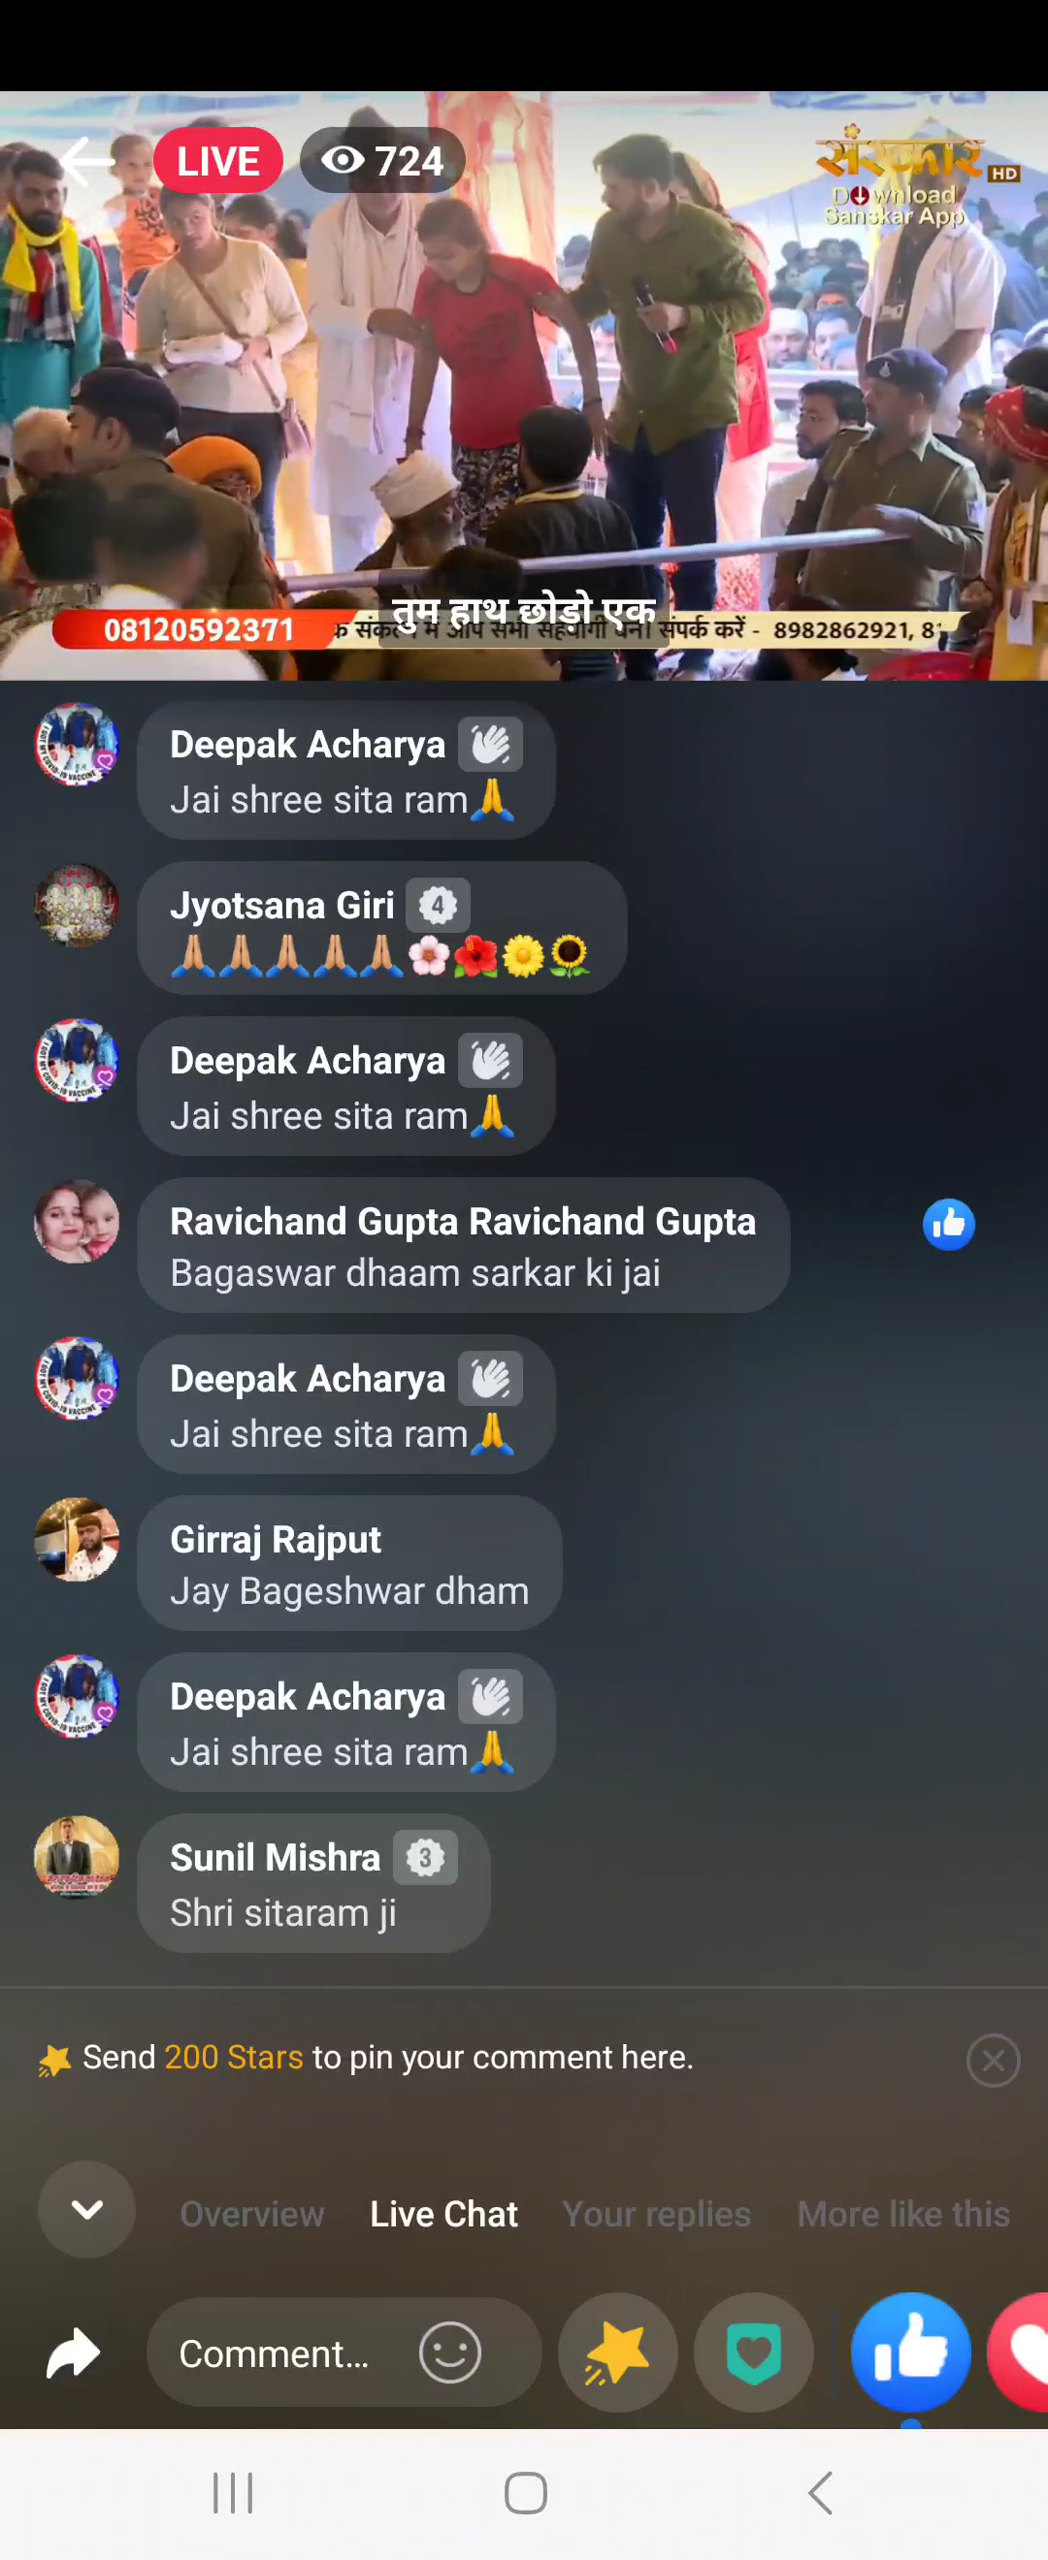 LIVE
724
संस्कार HD
Download
Sanskar App
तुम हाथ छोड़ो एक
08120592371
में आप सभी सहयोगी बनें। संपर्क करें - 8982862921, 8
Deepak Acharya
Jai shree sita ram🙏
Jyotsana Giri 4
🙏🏽🙏🏽🙏🏽🙏🏽🙏🏽🌸🌺🌼🌻
Deepak Acharya
Jai shree sita ram🙏
Ravichand Gupta Ravichand Gupta
Bagaswar dhaam sarkar ki jai
Deepak Acharya
Jai shree sita ram🙏
Girraj Rajput
Jay Bageshwar dham
Deepak Acharya
Jai shree sita ram🙏
Sunil Mishra 3
Shri sitaram ji
Send 200 Stars to pin your comment here.
Overview Live Chat Your replies More like this
Comment...